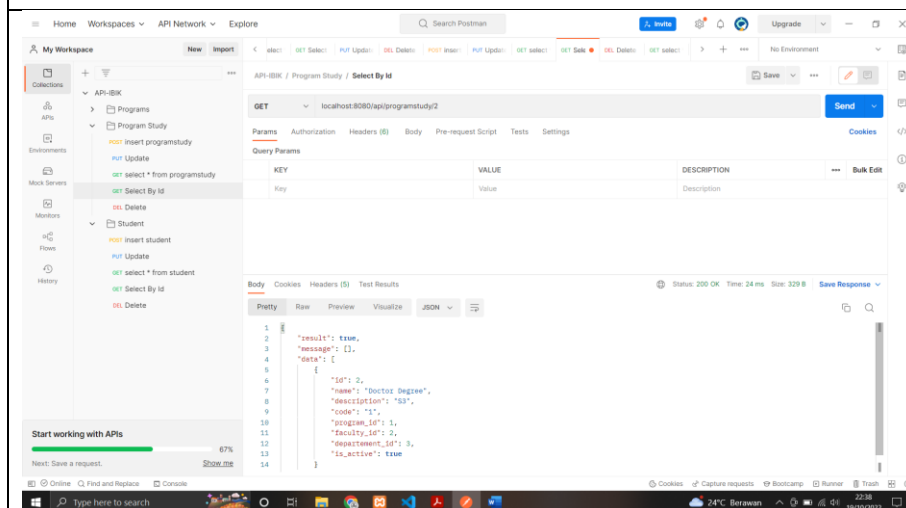 Home Workspaces API Network Explore Search Postman Invite Upgrade
My Workspace New Import elect GET Select PUT Update DEL Delete POST insert PUT Update GET select GET Sele DEL Delete GET select No Environment
Collections
APIs
Environments
Mock Servers
Monitors
Flows
History
API-IBIK
Programs
Program Study
POST insert programstudy
PUT Update
GET select * from programstudy
GET Select By Id
DEL Delete
Student
POST insert student
PUT Update
GET select * from student
GET Select By Id
DEL Delete
Start working with APIs
67%
Next: Save a request. Show me
API-IBIK / Program Study / Select By Id Save
GET localhost:8080/api/programstudy/2 Send
Params Authorization Headers (6) Body Pre-request Script Tests Settings Cookies
Query Params
KEY VALUE DESCRIPTION Bulk Edit
Key Value Description
Body Cookies Headers (5) Test Results Status: 200 OK Time: 24 ms Size: 329 B Save Response
Pretty Raw Preview Visualize JSON
1 {
2 "result": true,
3 "message": [],
4 "data": [
5 {
6 "id": 2,
7 "name": "Doctor Degree",
8 "description": "S3",
9 "code": "1",
10 "program_id": 1,
11 "faculty_id": 2,
12 "departement_id": 3,
13 "is_active": true
14 }
Online Find and Replace Console Cookies Capture requests Bootcamp Runner Trash
Type here to search 24°C Berawan 22:38
19/10/2022